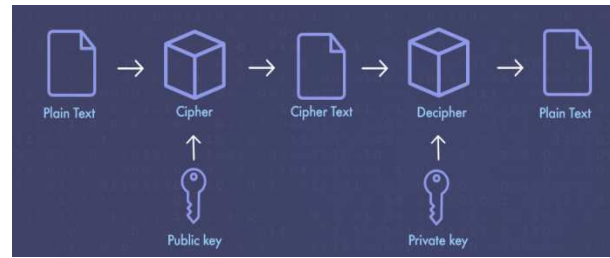 Plain Text
Cipher
Cipher Text
Decipher
Plain Text
Public key
Private key